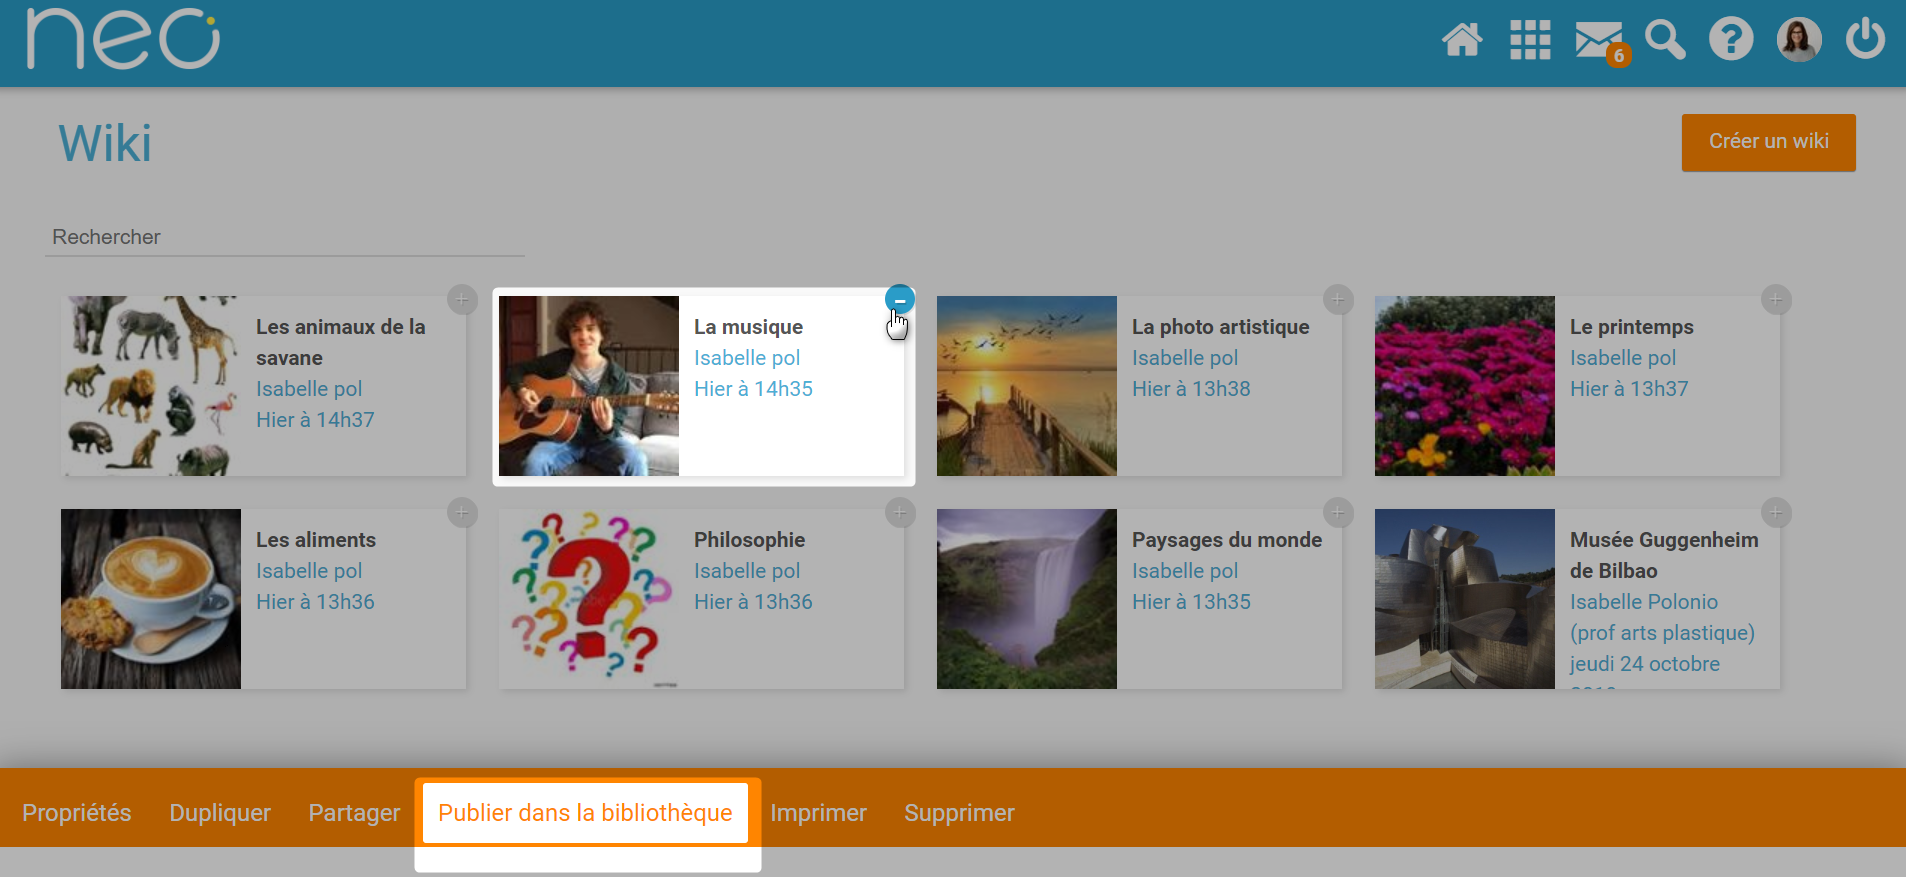 neo
6
Wiki
Créer un wiki
Rechercher
Les animaux de la
savane
Isabelle pol
Hier à 14h37
La musique
Isabelle pol
Hier à 14h35
La photo artistique
Isabelle pol
Hier à 13h38
Le printemps
Isabelle pol
Hier à 13h37
Les aliments
Isabelle pol
Hier à 13h36
Philosophie
Isabelle pol
Hier à 13h36
Paysages du monde
Isabelle pol
Hier à 13h35
Musée Guggenheim
de Bilbao
Isabelle Polonio
(prof arts plastique)
jeudi 24 octobre
Propriétés Dupliquer Partager Publier dans la bibliothèque Imprimer Supprimer